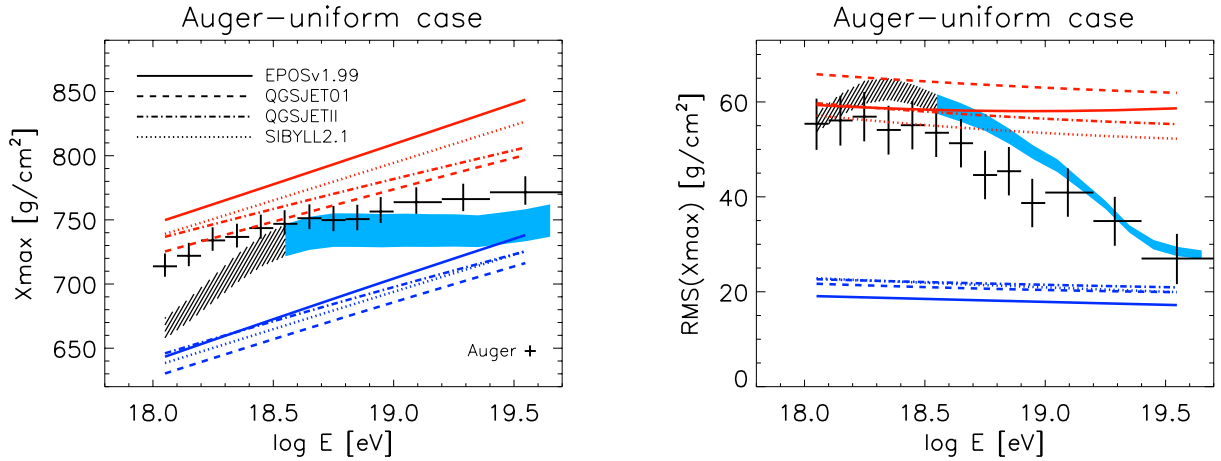 Auger-uniform case
Xmax [g/cm²]
850
800
750
700
650
EPOSv1.99
QGSJET01
QGSJETII
SIBYLL2.1
Auger +
18.0 18.5 19.0 19.5
log E [eV]
Auger-uniform case
RMS(Xmax) [g/cm²]
80
60
40
20
0
18.0 18.5 19.0 19.5
log E [eV]